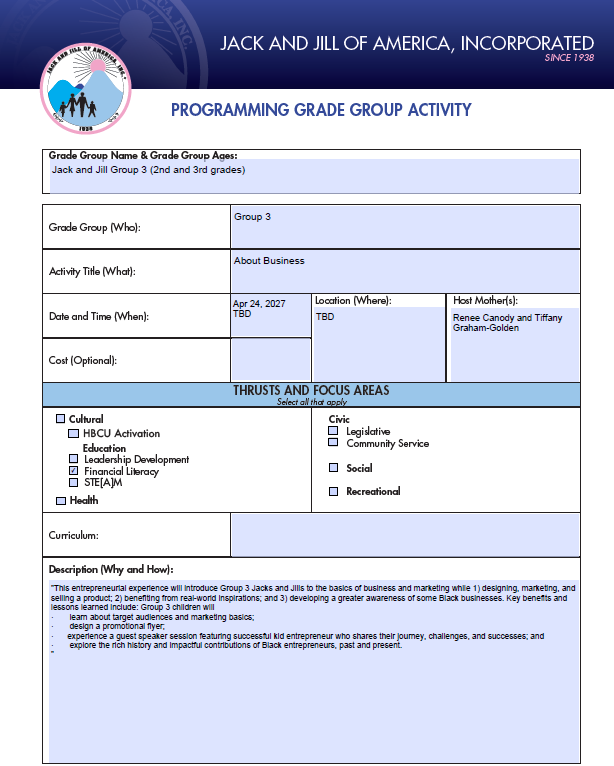 JACK AND JILL OF AMERICA, INCORPORATED
SINCE 1938
JACK AND JILL OF AMERICA, INC.
1938
PROGRAMMING GRADE GROUP ACTIVITY
Grade Group Name & Grade Group Ages:
Jack and Jill Group 3 (2nd and 3rd grades)
Grade Group (Who):
Group 3
Activity Title (What):
About Business
Date and Time (When):
Apr 24, 2027
TBD
Location (Where):
TBD
Host Mother(s):
Renee Canody and Tiffany
Graham-Golden
Cost (Optional):
THRUSTS AND FOCUS AREAS
Select all that apply
Cultural
HBCU Activation
Education
Leadership Development
Financial Literacy
STE[A]M
Health
Civic
Legislative
Community Service
Social
Recreational
Curriculum:
Description (Why and How):
"This entrepreneurial experience will introduce Group 3 Jacks and Jills to the basics of business and marketing while 1) designing, marketing, and
selling a product; 2) benefiting from real-world inspirations; and 3) developing a greater awareness of some Black businesses. Key benefits and
lessons learned include: Group 3 children will
· learn about target audiences and marketing basics;
· design a promotional flyer;
· experience a guest speaker session featuring successful kid entrepreneur who shares their journey, challenges, and successes; and
· explore the rich history and impactful contributions of Black entrepreneurs, past and present.
"